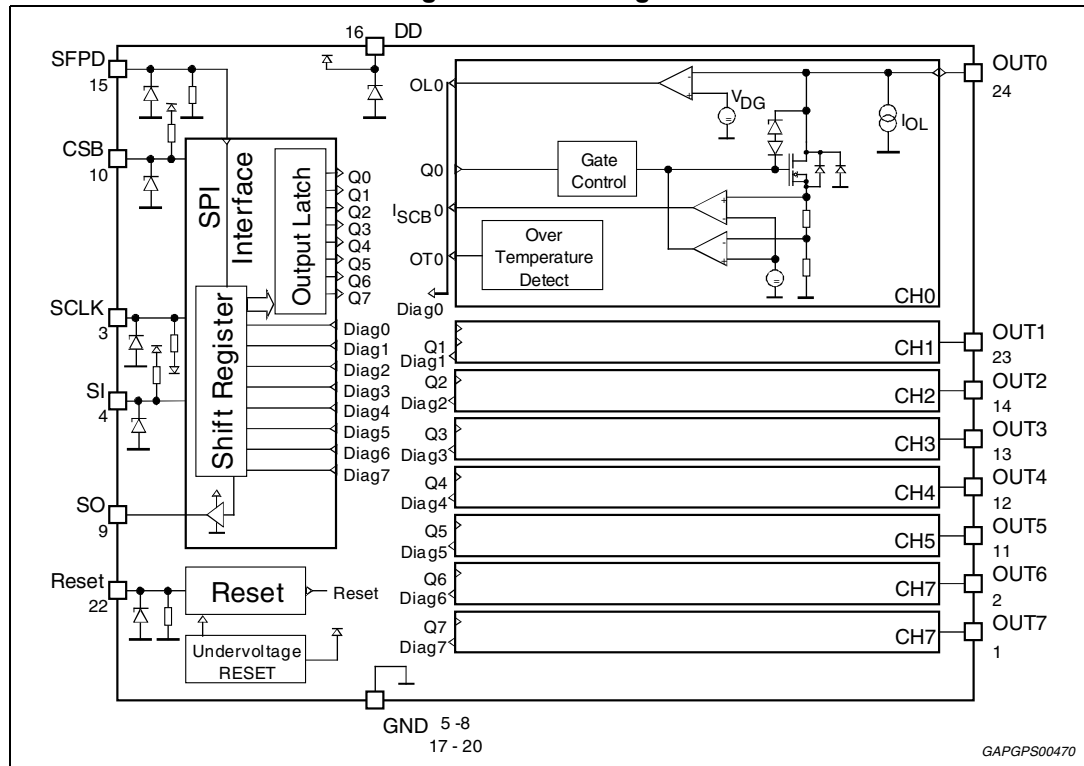 16 DD
SFPD
15
CSB
10
SCLK
3
SI
4
SO
9
Reset
22
SPI
Interface
Output Latch
Shift Register
Q0
Q1
Q2
Q3
Q4
Q5
Q6
Q7
Diag0
Diag1
Diag2
Diag3
Diag4
Diag5
Diag6
Diag7
Reset
Reset
Undervoltage
RESET
OL0
VDG
IOL
Q0
Gate
Control
ISCB0
OT0
Over
Temperature
Detect
Diag0
CH0
OUT0
24
Q1
Diag1
CH1
OUT1
23
Q2
Diag2
CH2
OUT2
14
Q3
Diag3
CH3
OUT3
13
Q4
Diag4
CH4
OUT4
12
Q5
Diag5
CH5
OUT5
11
Q6
Diag6
CH7
OUT6
2
Q7
Diag7
CH7
OUT7
1
GND 5 -8
17 - 20
GAPGPS00470